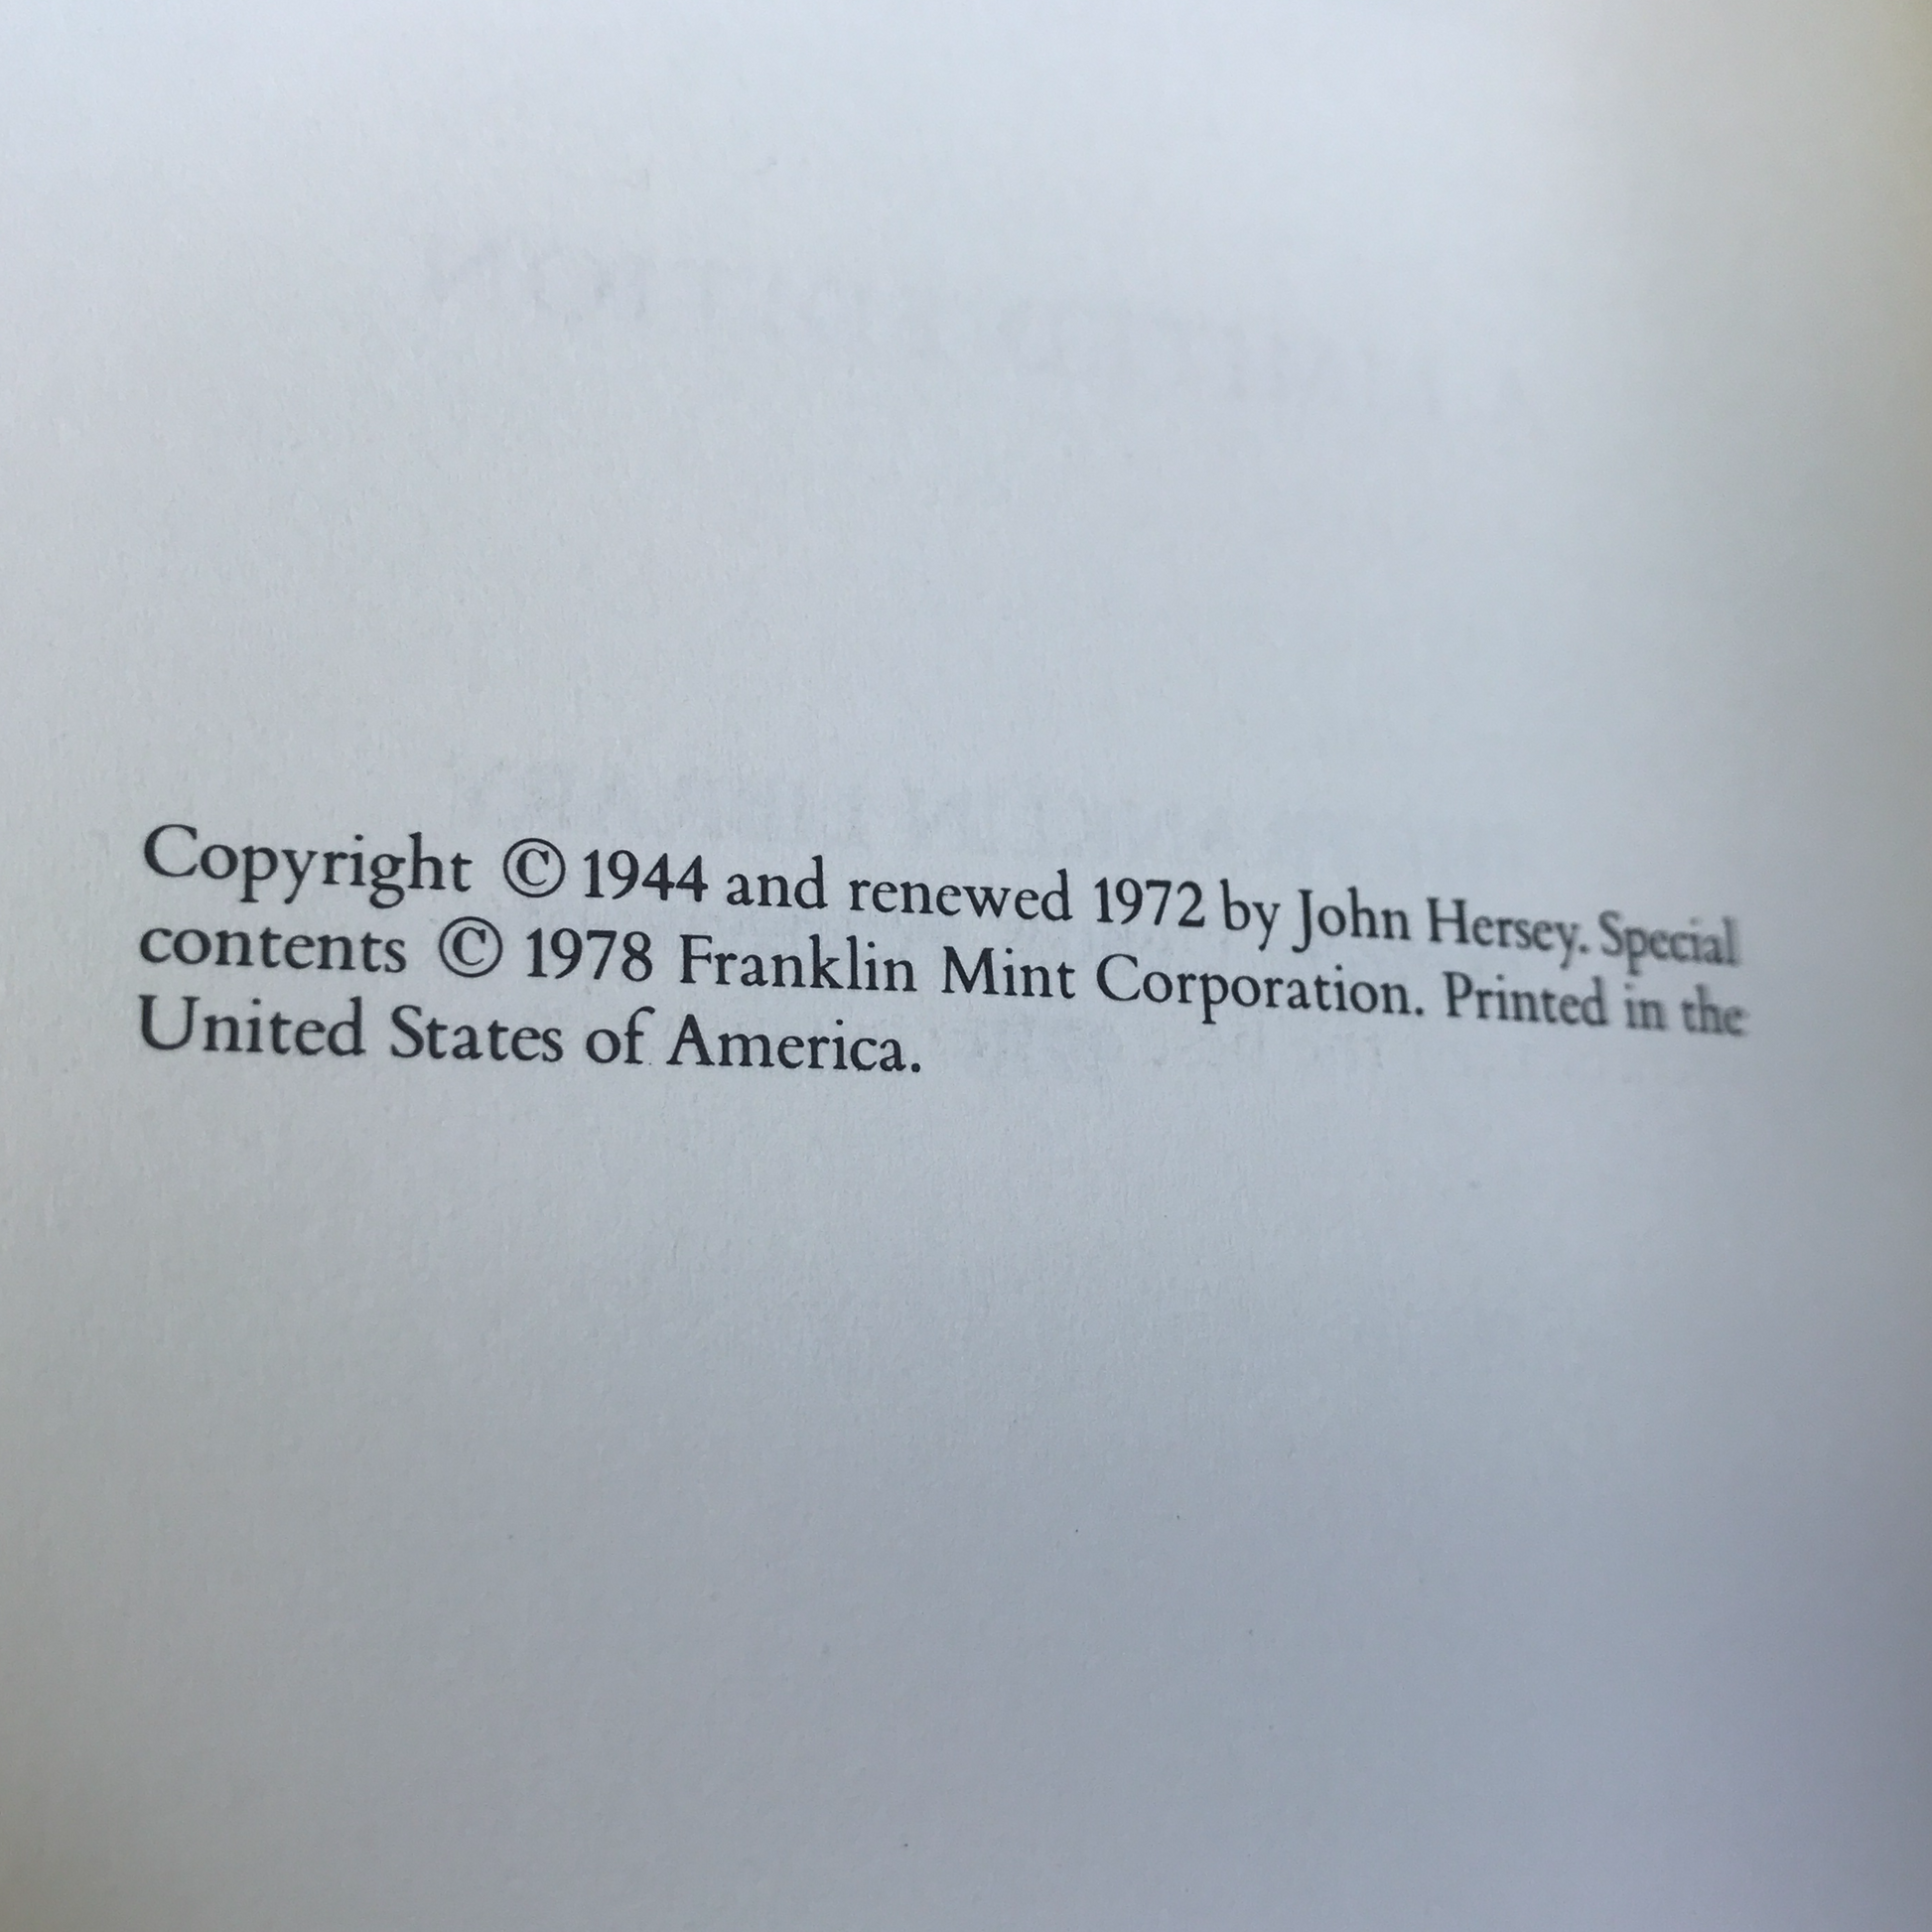 Copyright © 1944 and renewed 1972 by John Hersey. Special
contents © 1978 Franklin Mint Corporation. Printed in the
United States of America.